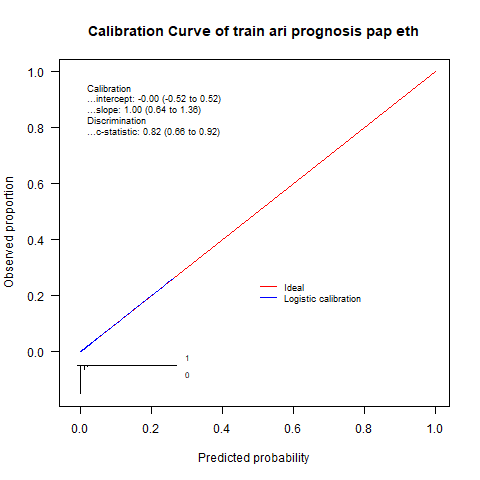 Calibration Curve of train ari prognosis pap eth
Calibration
...intercept: -0.00 (-0.52 to 0.52)
...slope: 1.00 (0.64 to 1.36)
Discrimination
...c-statistic: 0.82 (0.66 to 0.92)
Observed proportion
1.0
0.8
0.6
0.4
0.2
0.0
Ideal
Logistic calibration
1
0
0.0 0.2 0.4 0.6 0.8 1.0
Predicted probability